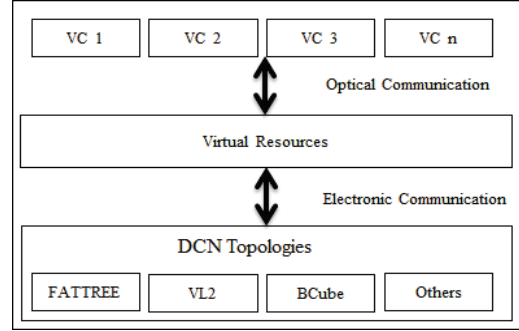 VC 1 VC 2 VC 3 VC n
Optical Communication
Virtual Resources
Electronic Communication
DCN Topologies
FATTREE VL2 BCube Others